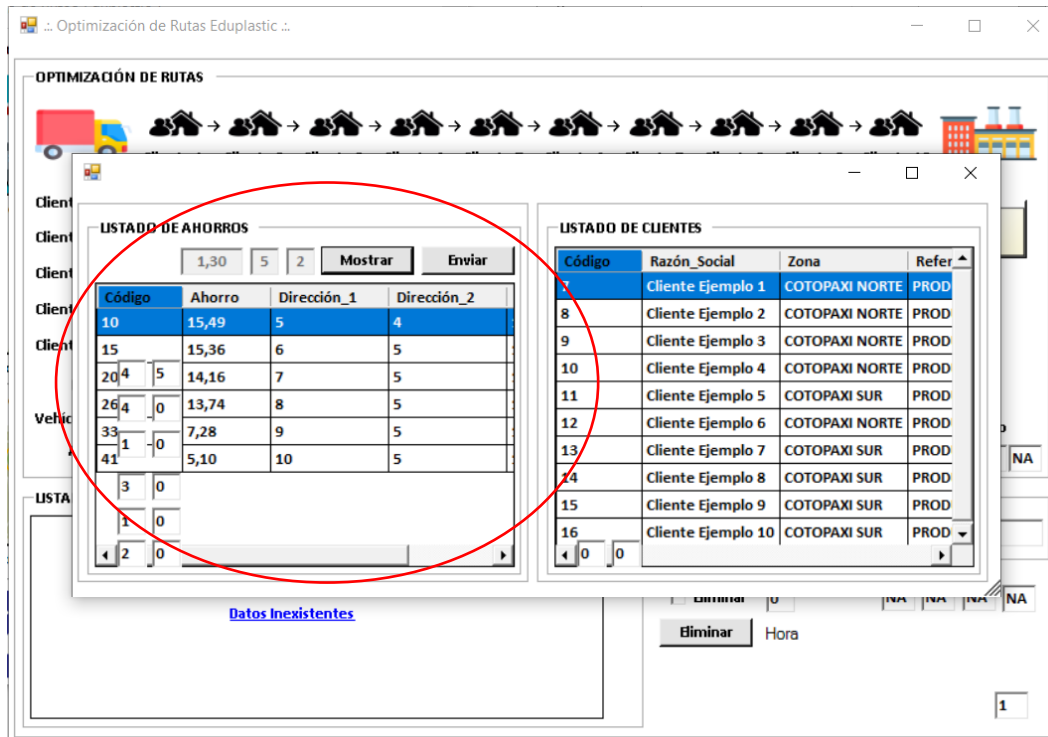 .:. Optimización de Rutas Eduplastic .:.
OPTIMIZACIÓN DE RUTAS
Client
Client
Client
Client
Client
LISTADO DE AHORROS
1,30 5 2 Mostrar Enviar
Código Ahorro Dirección_1 Dirección_2
10 15,49 5 4
15 15,36 6 5
20 14,16 7 5
26 13,74 8 5
33 7,28 9 5
41 5,10 10 5
4 5
4 0
1 0
3 0
1 0
2 0
LISTADO DE CLIENTES
Código Razón_Social Zona Refer
7 Cliente Ejemplo 1 COTOPAXI NORTE PROD
8 Cliente Ejemplo 2 COTOPAXI NORTE PROD
9 Cliente Ejemplo 3 COTOPAXI NORTE PROD
10 Cliente Ejemplo 4 COTOPAXI NORTE PROD
11 Cliente Ejemplo 5 COTOPAXI SUR PROD
12 Cliente Ejemplo 6 COTOPAXI NORTE PROD
13 Cliente Ejemplo 7 COTOPAXI SUR PROD
14 Cliente Ejemplo 8 COTOPAXI SUR PROD
15 Cliente Ejemplo 9 COTOPAXI SUR PROD
16 Cliente Ejemplo 10 COTOPAXI SUR PROD
0 0
Vehíc
NA
LISTA
Datos Inexistentes
Eliminar 0 NA NA NA NA
Eliminar Hora
1